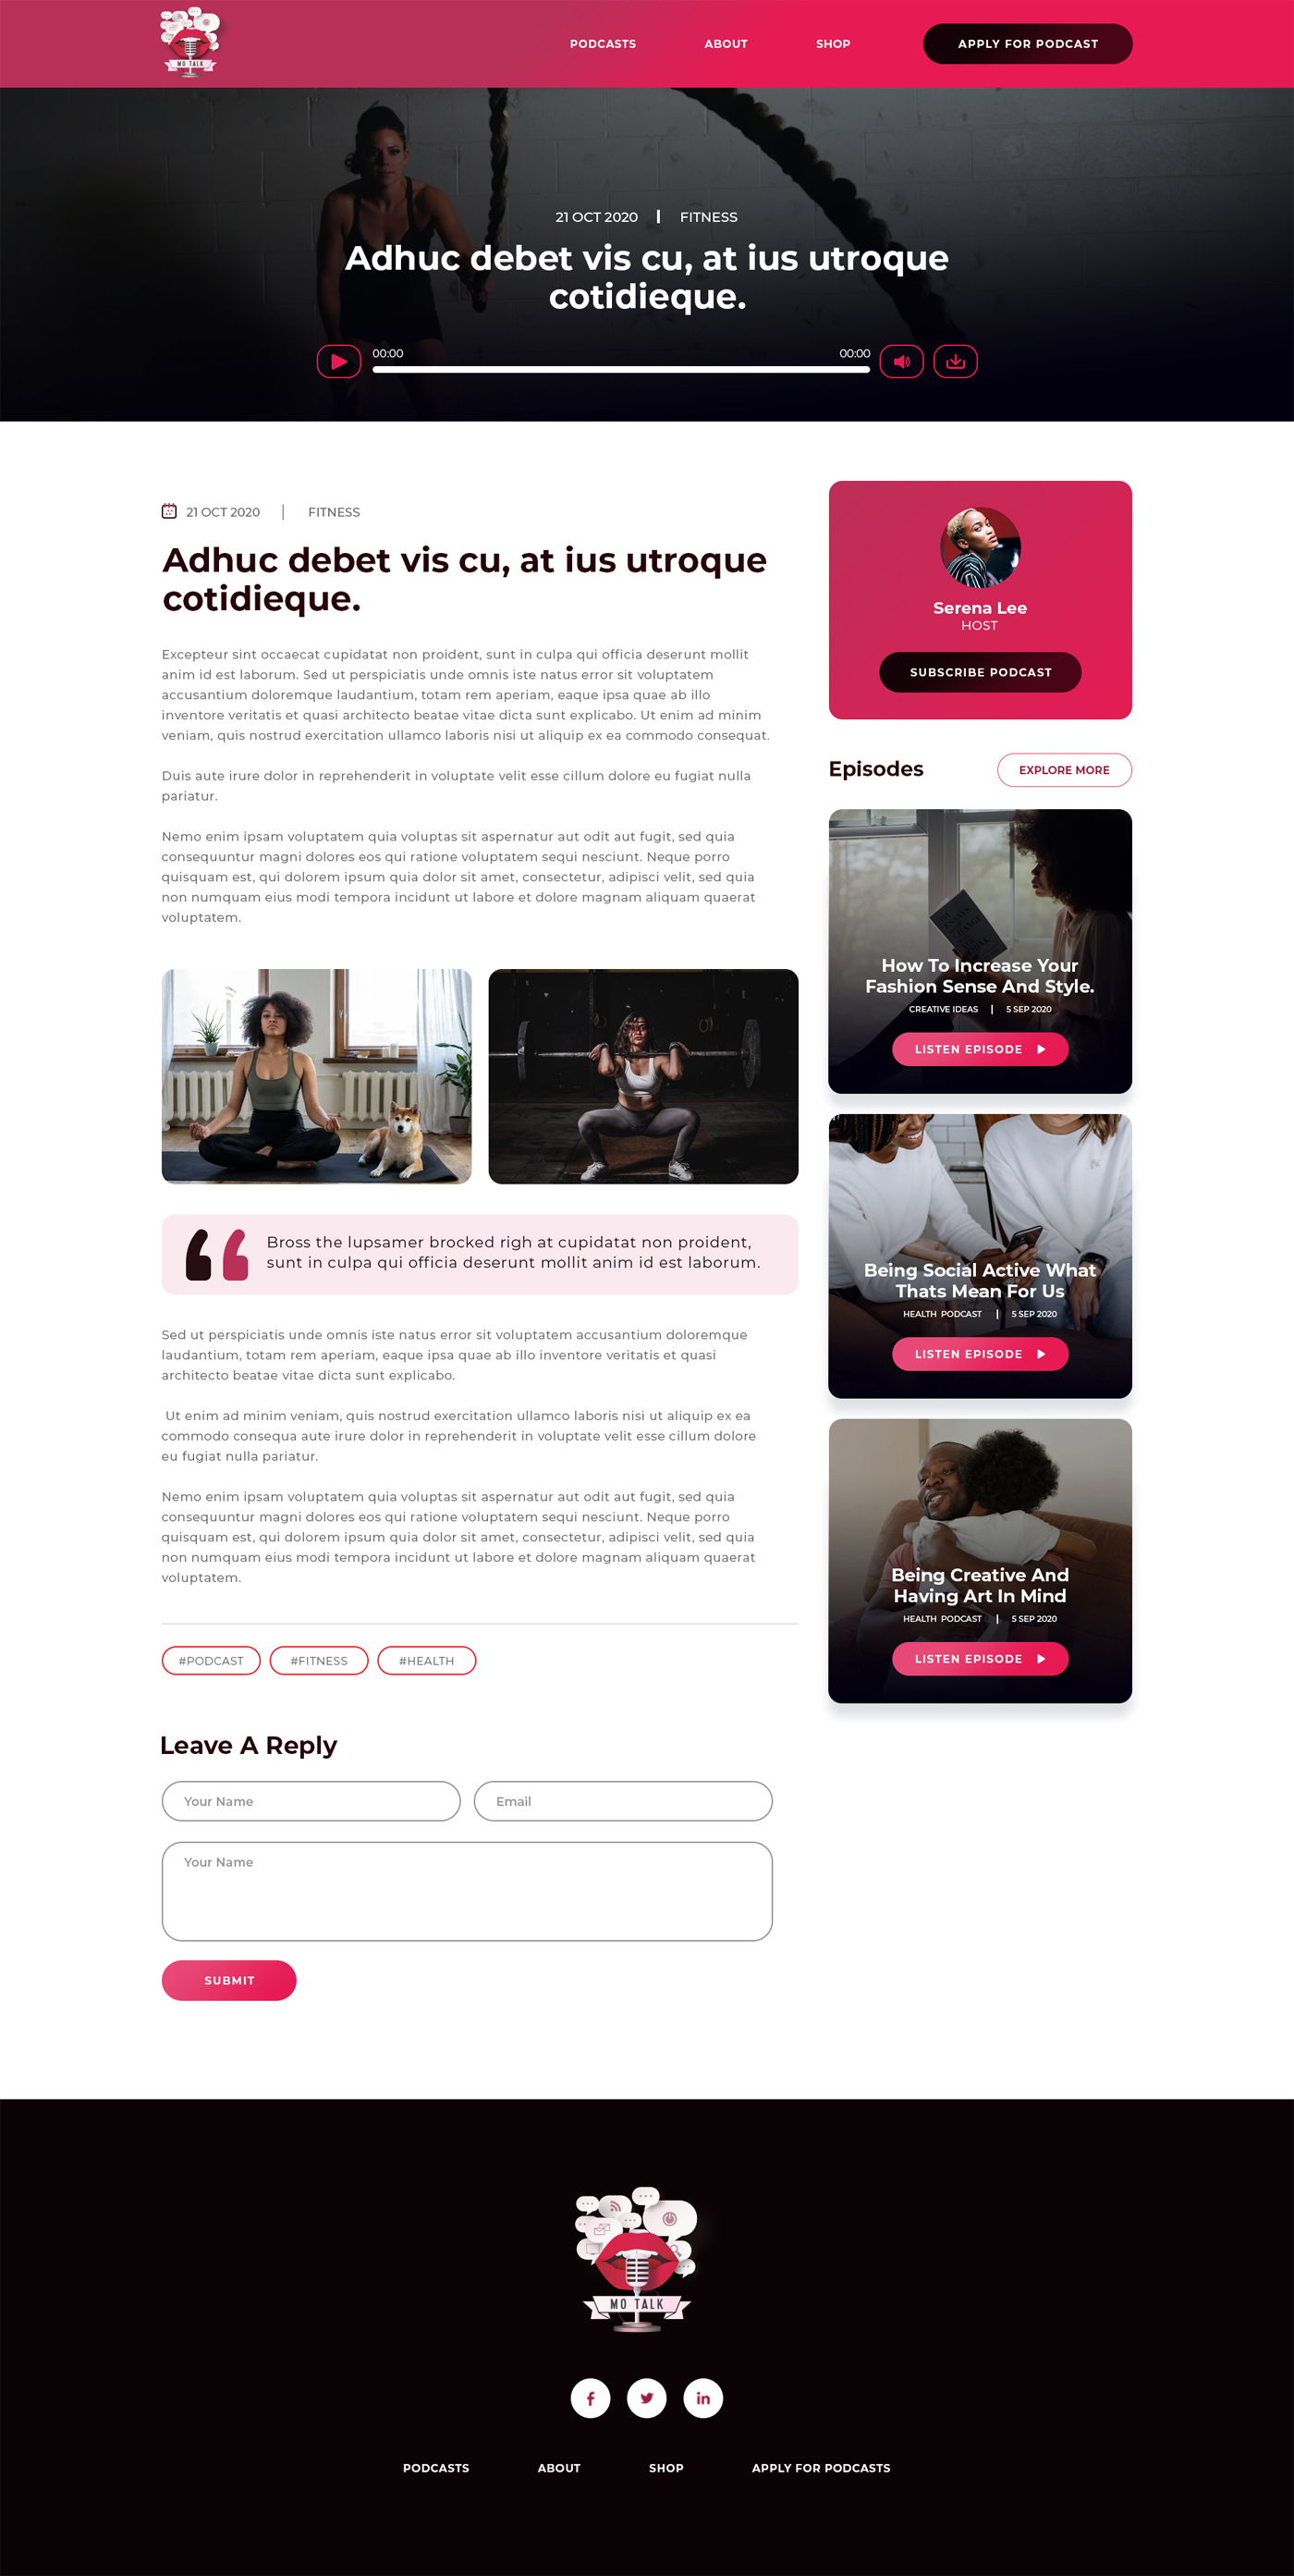 MO TALK
PODCASTS
ABOUT
SHOP
APPLY FOR PODCAST
21 OCT 2020 | FITNESS
Adhuc debet vis cu, at ius utroque
cotidieque.
00:00
00:00
21 OCT 2020 | FITNESS
Adhuc debet vis cu, at ius utroque
cotidieque.
Excepteur sint occaecat cupidatat non proident, sunt in culpa qui officia deserunt mollit
anim id est laborum. Sed ut perspiciatis unde omnis iste natus error sit voluptatem
accusantium doloremque laudantium, totam rem aperiam, eaque ipsa quae ab illo
inventore veritatis et quasi architecto beatae vitae dicta sunt explicabo. Ut enim ad minim
veniam, quis nostrud exercitation ullamco laboris nisi ut aliquip ex ea commodo consequat.
Duis aute irure dolor in reprehenderit in voluptate velit esse cillum dolore eu fugiat nulla
pariatur.
Nemo enim ipsam voluptatem quia voluptas sit aspernatur aut odit aut fugit, sed quia
consequuntur magni dolores eos qui ratione voluptatem sequi nesciunt. Neque porro
quisquam est, qui dolorem ipsum quia dolor sit amet, consectetur, adipisci velit, sed quia
non numquam eius modi tempora incidunt ut labore et dolore magnam aliquam quaerat
voluptatem.
Bross the lupsamer brocked righ at cupidatat non proident,
sunt in culpa qui officia deserunt mollit anim id est laborum.
Sed ut perspiciatis unde omnis iste natus error sit voluptatem accusantium doloremque
laudantium, totam rem aperiam, eaque ipsa quae ab illo inventore veritatis et quasi
architecto beatae vitae dicta sunt explicabo.
Ut enim ad minim veniam, quis nostrud exercitation ullamco laboris nisi ut aliquip ex ea
commodo consequa aute irure dolor in reprehenderit in voluptate velit esse cillum dolore
eu fugiat nulla pariatur.
Nemo enim ipsam voluptatem quia voluptas sit aspernatur aut odit aut fugit, sed quia
consequuntur magni dolores eos qui ratione voluptatem sequi nesciunt. Neque porro
quisquam est, qui dolorem ipsum quia dolor sit amet, consectetur, adipisci velit, sed quia
non numquam eius modi tempora incidunt ut labore et dolore magnam aliquam quaerat
voluptatem.
#PODCAST
#FITNESS
#HEALTH
Leave A Reply
Your Name
Email
Your Name
SUBMIT
Serena Lee
HOST
SUBSCRIBE PODCAST
Episodes
EXPLORE MORE
How To Increase Your
Fashion Sense And Style.
CREATIVE IDEAS | 5 SEP 2020
LISTEN EPISODE
Being Social Active What
Thats Mean For Us
HEALTH PODCAST | 5 SEP 2020
LISTEN EPISODE
Being Creative And
Having Art In Mind
HEALTH PODCAST | 5 SEP 2020
LISTEN EPISODE
MO TALK
PODCASTS
ABOUT
SHOP
APPLY FOR PODCASTS